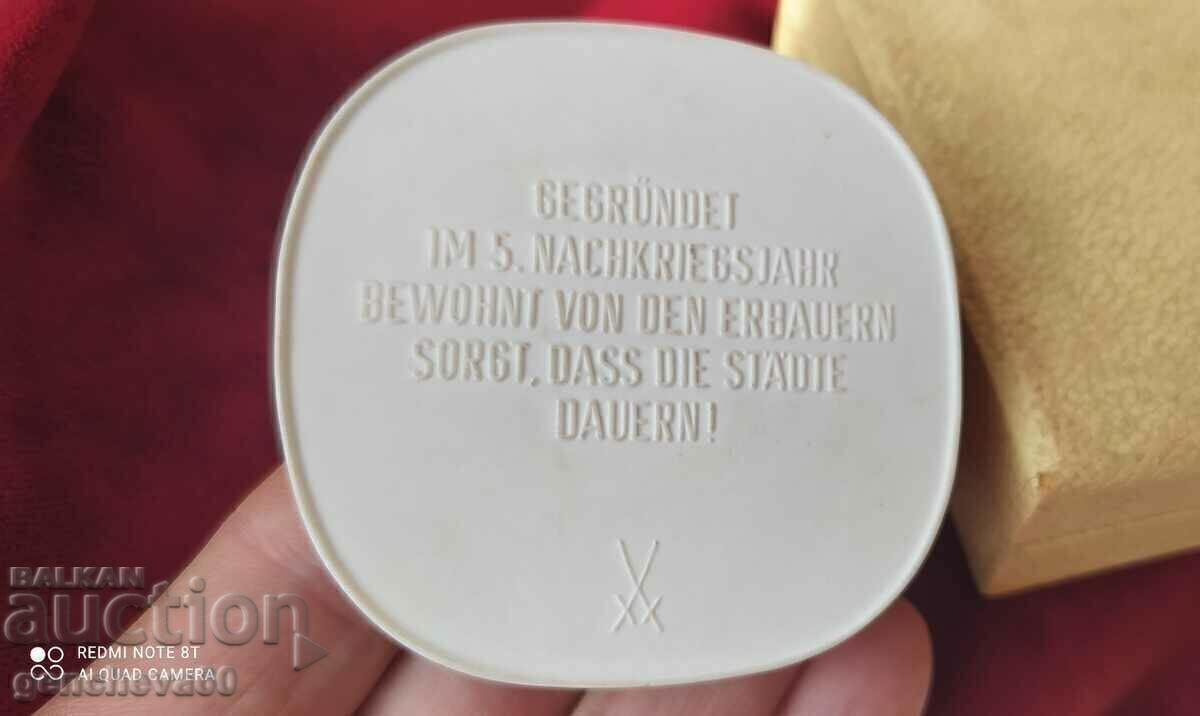 GEGRÜNDET
IM 5. NACHKRIEGSJAHR
BEWOHNT VON DEN ERBAUERN
SORGT, DASS DIE STÄDTE
DAUERN!
BALKAN
auction
REDMI NOTE 8T
AI QUAD CAMERA
gencheva60